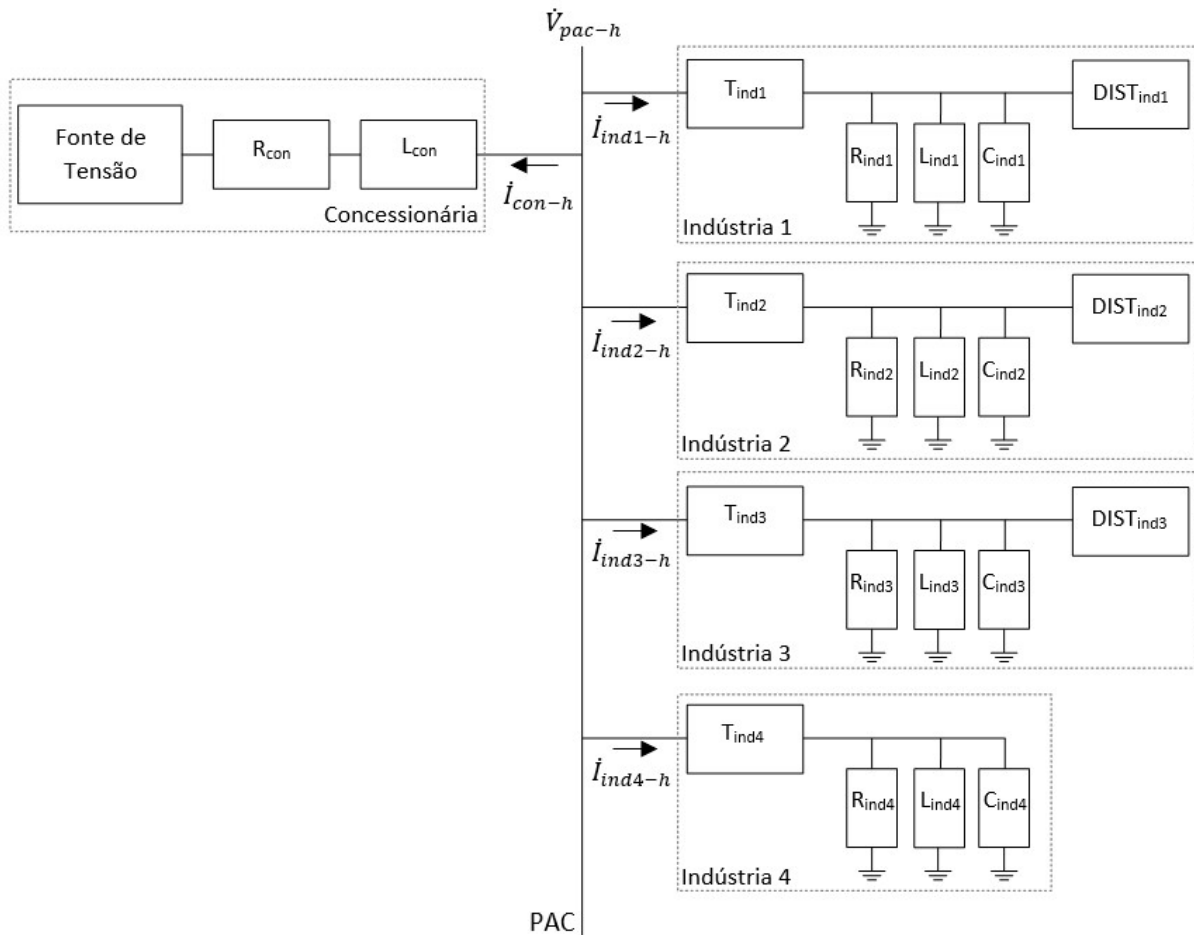 V̇pac−h
Fonte de
Tensão
Rcon
Lcon
Concessionária
İcon−h
İind1−h
Tind1
Rind1
Lind1
Cind1
DISTind1
Indústria 1
İind2−h
Tind2
Rind2
Lind2
Cind2
DISTind2
Indústria 2
İind3−h
Tind3
Rind3
Lind3
Cind3
DISTind3
Indústria 3
İind4−h
Tind4
Rind4
Lind4
Cind4
Indústria 4
PAC